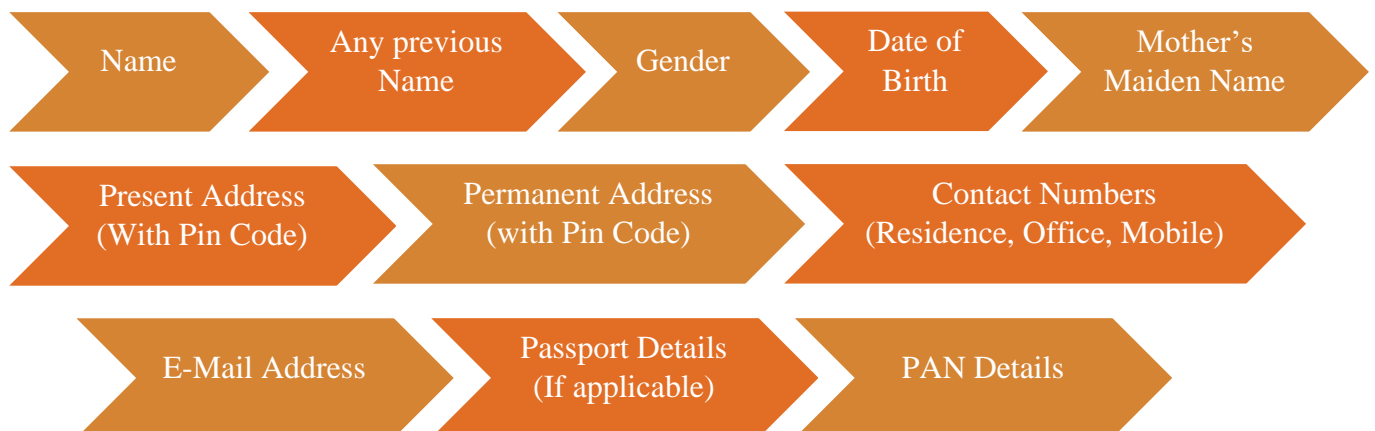 Name
Any previous
Name
Gender
Date of
Birth
Mother’s
Maiden Name
Present Address
(With Pin Code)
Permanent Address
(with Pin Code)
Contact Numbers
(Residence, Office, Mobile)
E-Mail Address
Passport Details
(If applicable)
PAN Details